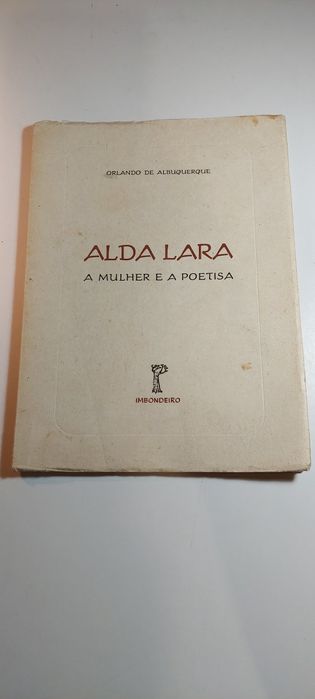 ORLANDO DE ALBUQUERQUE
ALDA LARA
A MULHER E A POETISA
IMBONDEIRO